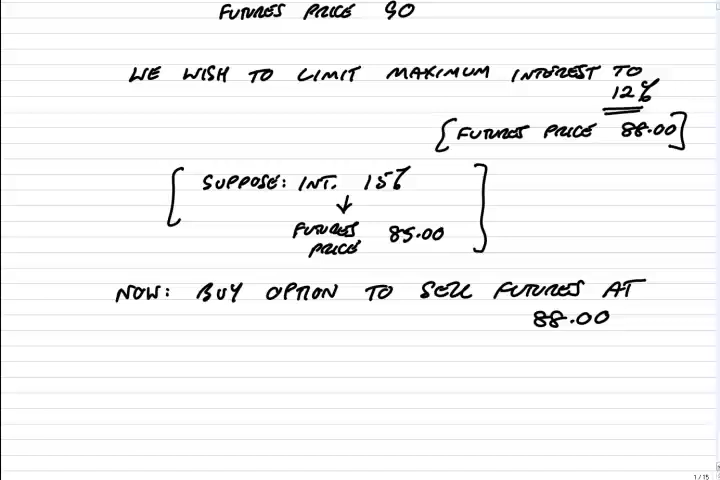 FUTURES PRICE 90
WE WISH TO LIMIT MAXIMUM INTEREST TO
12%
[FUTURES PRICE 88.00]
[SUPPOSE: INT. 15%
↓
FUTURES
PRICE 85.00]
NOW: BUY OPTION TO SELL FUTURES AT
88.00
1 / 15